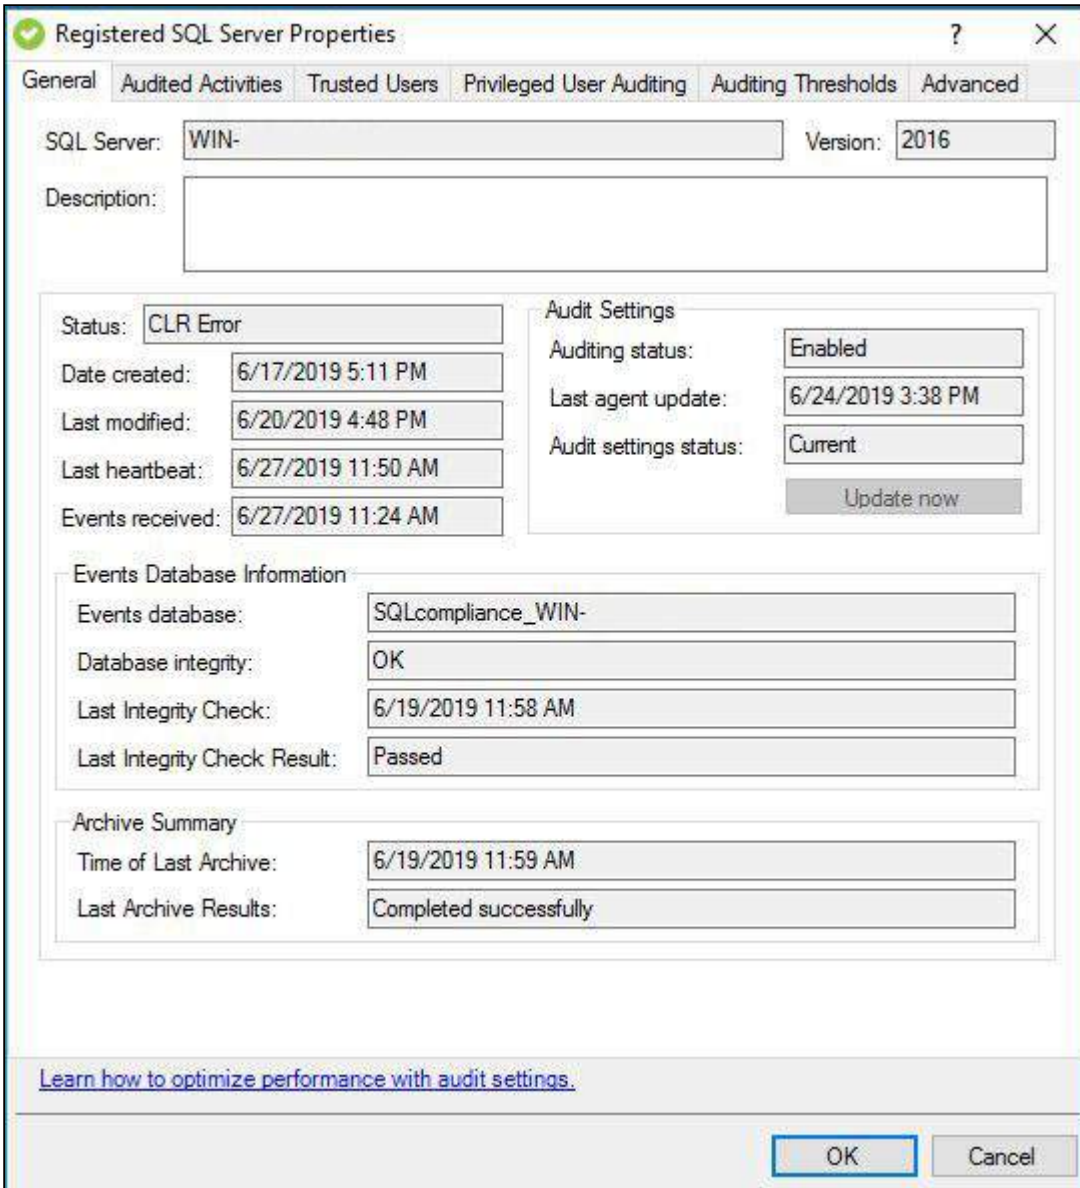 Registered SQL Server Properties ?
General Audited Activities Trusted Users Privileged User Auditing Auditing Thresholds Advanced
SQL Server: WIN- Version: 2016
Description:
Status: CLR Error
Date created: 6/17/2019 5:11 PM
Last modified: 6/20/2019 4:48 PM
Last heartbeat: 6/27/2019 11:50 AM
Events received: 6/27/2019 11:24 AM
Audit Settings
Auditing status: Enabled
Last agent update: 6/24/2019 3:38 PM
Audit settings status: Current
Update now
Events Database Information
Events database: SQLcompliance_WIN-
Database integrity: OK
Last Integrity Check: 6/19/2019 11:58 AM
Last Integrity Check Result: Passed
Archive Summary
Time of Last Archive: 6/19/2019 11:59 AM
Last Archive Results: Completed successfully
Learn how to optimize performance with audit settings.
OK Cancel